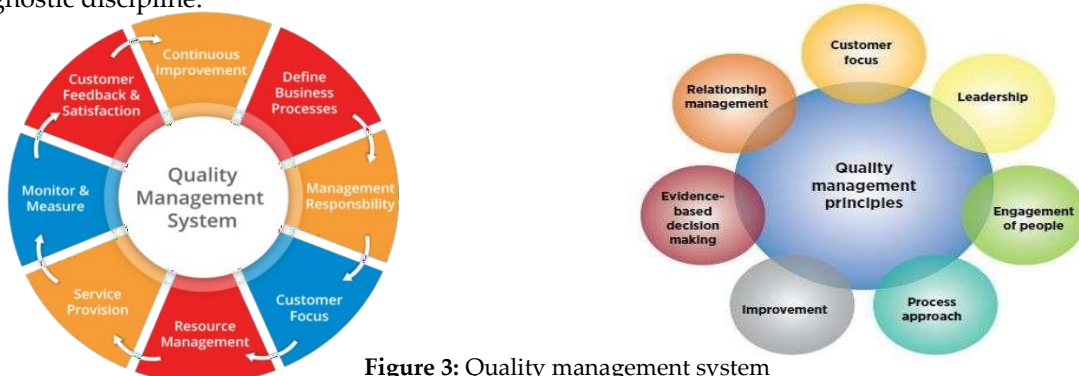 gnostic discipline.
Continuous
Improvement
Define
Business
Processes
Management
Responsbility
Customer
Focus
Resource
Management
Service
Provision
Monitor &
Measure
Customer
Feedback &
Satisfaction
Quality
Management
System
Customer
focus
Leadership
Engagement
of people
Process
approach
Improvement
Evidence-
based
decision
making
Relationship
management
Quality
management
principles
Figure 3: Quality management system